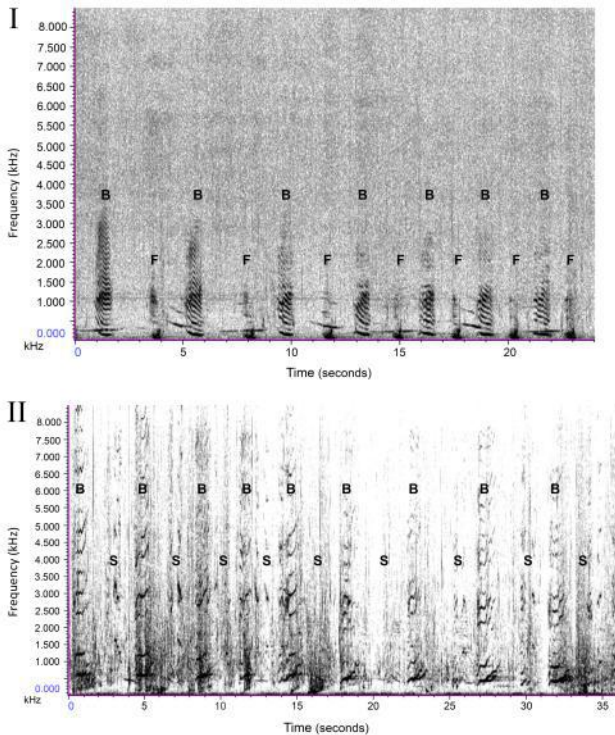 I
8.000
7.500
7.000
6.500
6.000
5.500
5.000
4.500
4.000
3.500
3.000
2.500
2.000
1.500
1.000
0.000
kHz
Frequency (kHz)
B B B B B B B
F F F F F F F
0 5 10 15 20
Time (seconds)
II
8.000
7.500
7.000
6.500
6.000
5.500
5.000
4.500
4.000
3.500
3.000
2.500
2.000
1.500
1.000
0.000
kHz
Frequency (kHz)
B B B B B B B B B
S S S S S S S S S
0 5 10 15 20 25 30 35
Time (seconds)